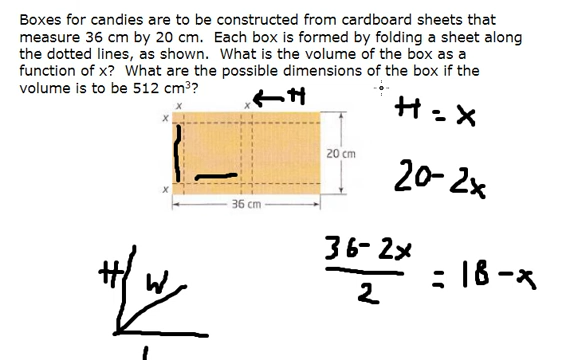 Boxes for candies are to be constructed from cardboard sheets that
measure 36 cm by 20 cm. Each box is formed by folding a sheet along
the dotted lines, as shown. What is the volume of the box as a
function of x? What are the possible dimensions of the box if the
volume is to be 512 cm³?
x x ← H
x
H = x
20 cm
20 - 2x
x
36 cm
36 - 2x
2
= 18 - x
H W
L